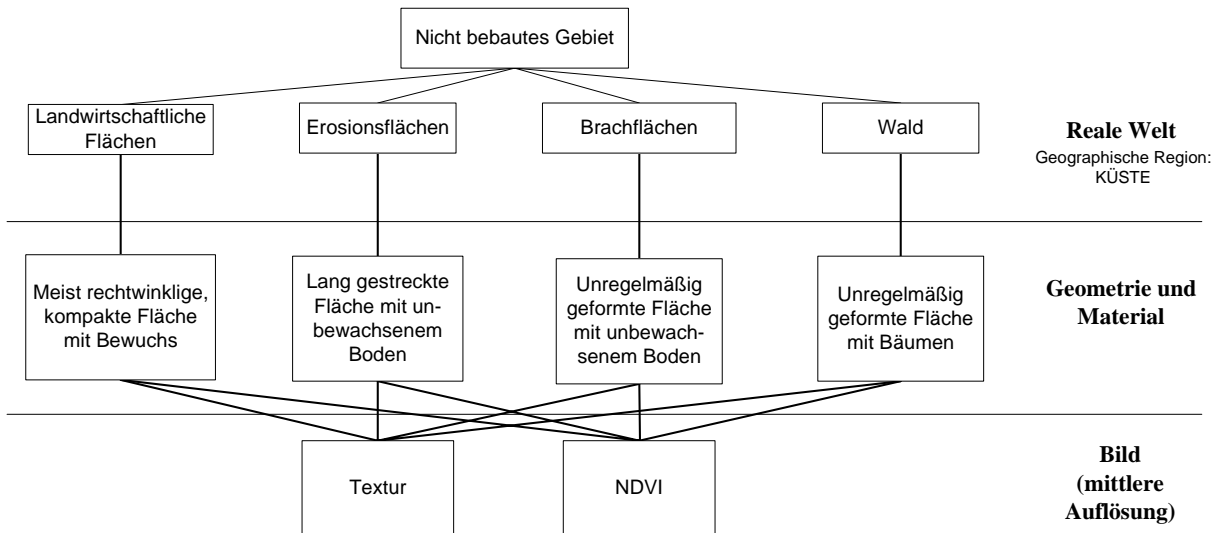 Nicht bebautes Gebiet
Landwirtschaftliche
Flächen
Erosionsflächen
Brachflächen
Wald
Reale Welt
Geographische Region:
KÜSTE
Meist rechtwinklige,
kompakte Fläche
mit Bewuchs
Lang gestreckte
Fläche mit un-
bewachsenem
Boden
Unregelmäßig
geformte Fläche
mit unbewach-
senem Boden
Unregelmäßig
geformte Fläche
mit Bäumen
Geometrie und
Material
Textur
NDVI
Bild
(mittlere
Auflösung)